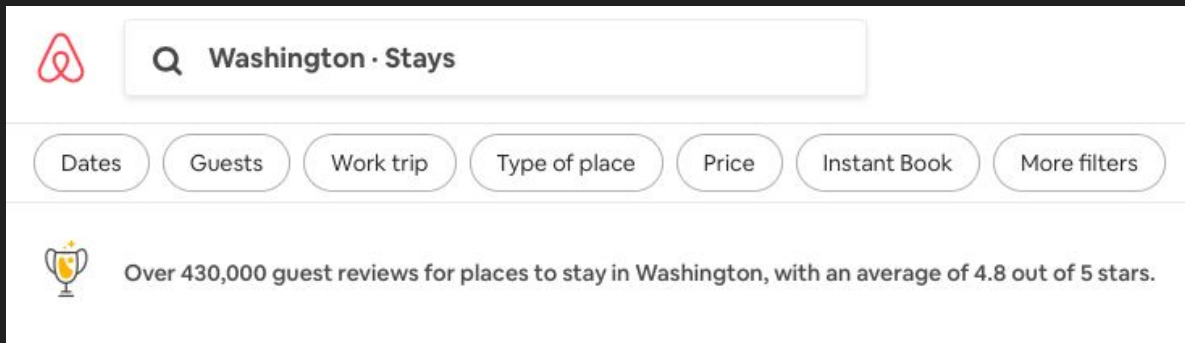 Washington · Stays
Dates Guests Work trip Type of place Price Instant Book More filters
Over 430,000 guest reviews for places to stay in Washington, with an average of 4.8 out of 5 stars.